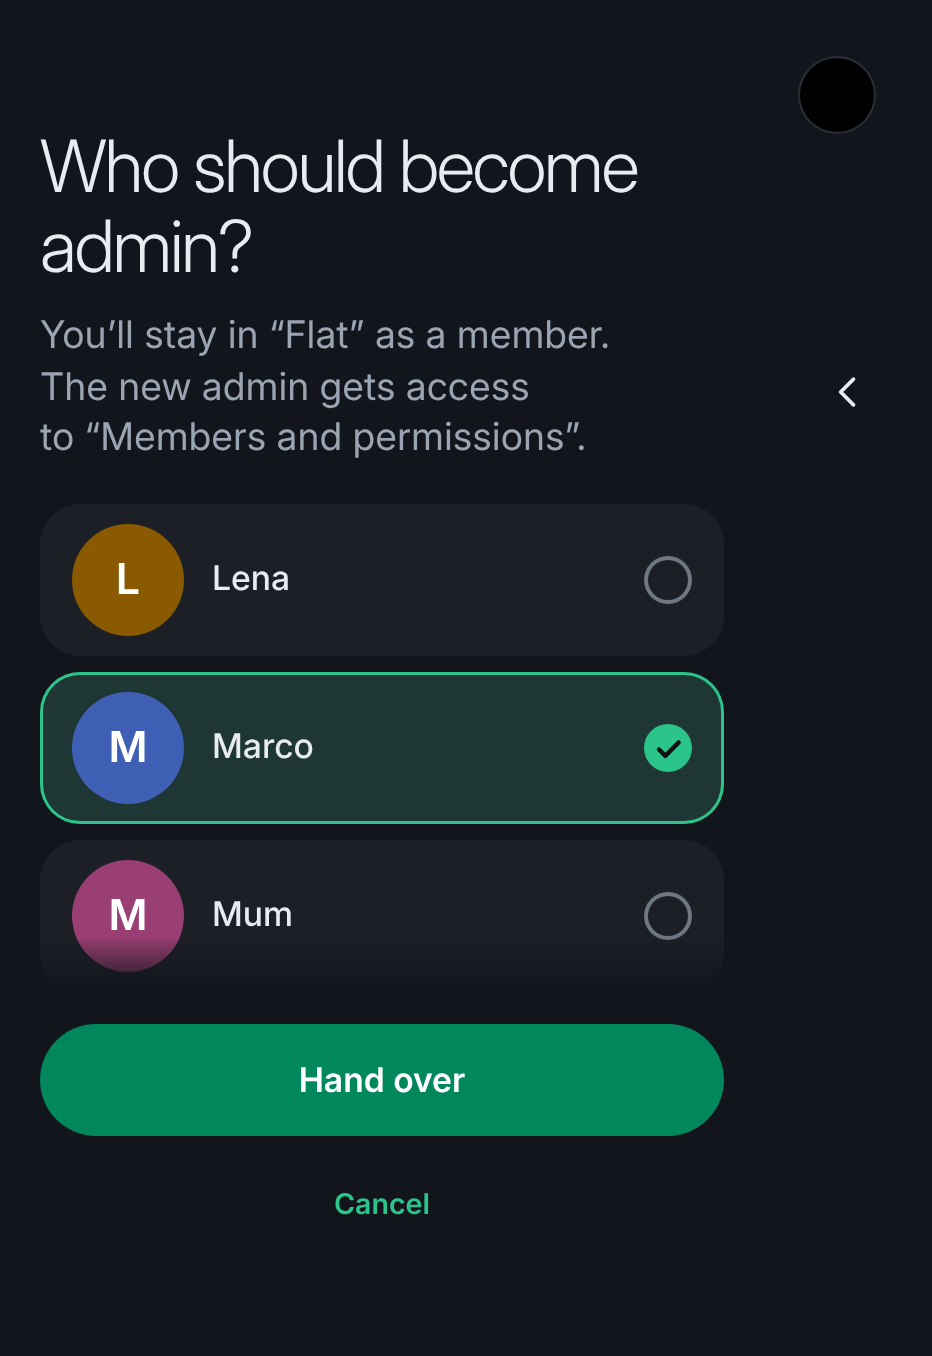 Who should become
admin?
You’ll stay in “Flat” as a member.
The new admin gets access
to “Members and permissions”.
L
Lena
M
Marco
M
Mum
Hand over
Cancel